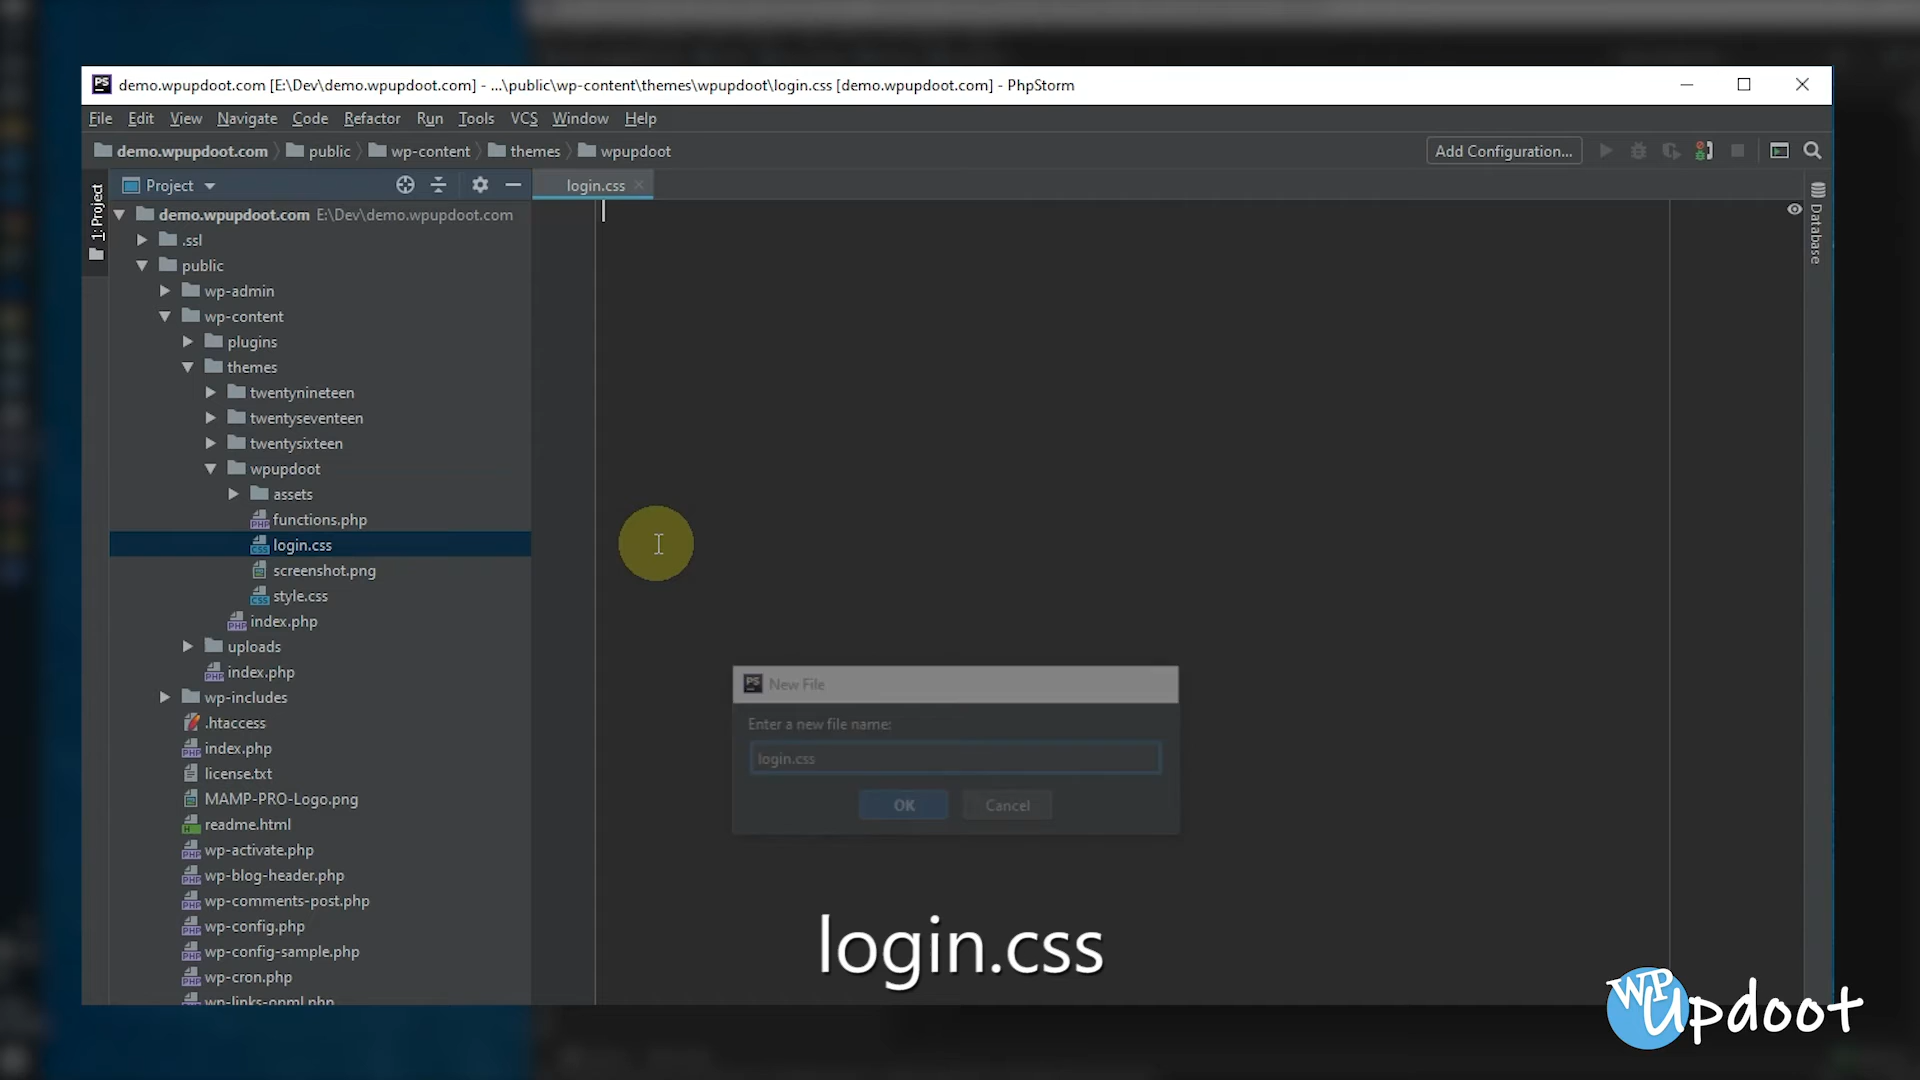 demo.wpupdoot.com [E:\Dev\demo.wpupdoot.com] - ...\public\wp-content\themes\wpupdoot\login.css [demo.wpupdoot.com] - PhpStorm
File Edit View Navigate Code Refactor Run Tools VCS Window Help
demo.wpupdoot.com public wp-content themes wpupdoot
Add Configuration...
1: Project
Project
login.css
Database
demo.wpupdoot.com E:\Dev\demo.wpupdoot.com
.ssl
public
wp-admin
wp-content
plugins
themes
twentynineteen
twentyseventeen
twentysixteen
wpupdoot
assets
functions.php
login.css
screenshot.png
style.css
index.php
uploads
index.php
wp-includes
.htaccess
index.php
license.txt
MAMP-PRO-Logo.png
readme.html
wp-activate.php
wp-blog-header.php
wp-comments-post.php
wp-config.php
wp-config-sample.php
wp-cron.php
wp-links-opml.php
New File
Enter a new file name:
login.css
OK
Cancel
login.css
WP Updoot